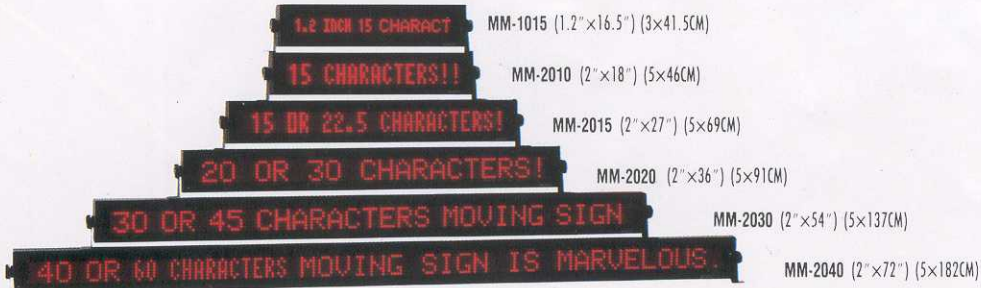 1.2 INCH 15 CHARACT MM-1015 (1.2"×16.5") (3×41.5CM)
15 CHARACTERS!! MM-2010 (2"×18") (5×46CM)
15 OR 22.5 CHARACTERS! MM-2015 (2"×27") (5×69CM)
20 OR 30 CHARACTERS! MM-2020 (2"×36") (5×91CM)
30 OR 45 CHARACTERS MOVING SIGN MM-2030 (2"×54") (5×137CM)
40 OR 60 CHARACTERS MOVING SIGN IS MARVELOUS. MM-2040 (2"×72") (5×182CM)